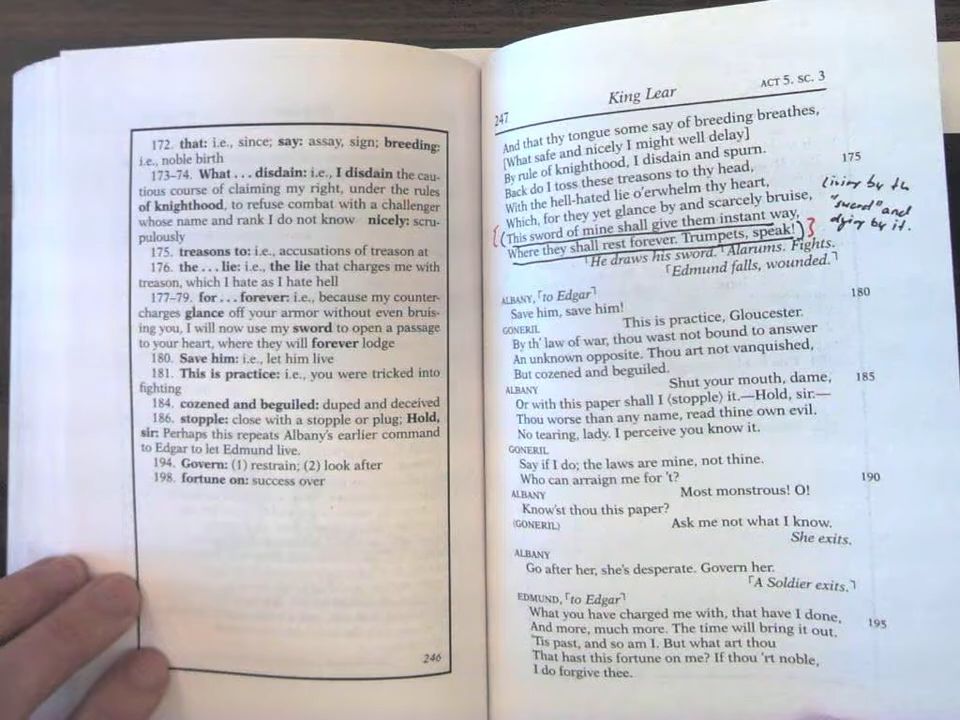 172. that: i.e., since; say: assay, sign; breeding:
i.e., noble birth
173–74. What . . . disdain: i.e., I disdain the cau-
tious course of claiming my right, under the rules
of knighthood, to refuse combat with a challenger
whose name and rank I do not know nicely: scru-
pulously
175. treasons to: i.e., accusations of treason at
176. the . . . lie: i.e., the lie that charges me with
treason, which I hate as I hate hell
177–79. for . . . forever: i.e., because my counter-
charges glance off your armor without even bruis-
ing you, I will now use my sword to open a passage
to your heart, where they will forever lodge
180. Save him: i.e., let him live
181. This is practice: i.e., you were tricked into
fighting
184. cozened and beguiled: duped and deceived
186. stopple: close with a stopple or plug; Hold,
sir: Perhaps this repeats Albany's earlier command
to Edgar to let Edmund live.
194. Govern: (1) restrain; (2) look after
198. fortune on: success over
246
247 King Lear ACT 5. SC. 3
And that thy tongue some say of breeding breathes,
[What safe and nicely I might well delay]
By rule of knighthood, I disdain and spurn.
Back do I toss these treasons to thy head, 175
With the hell-hated lie o'erwhelm thy heart,
Which, for they yet glance by and scarcely bruise,
This sword of mine shall give them instant way,
Where they shall rest forever. Trumpets, speak!
living by th
"sword" and
dying by it.
⌜He draws his sword.⌝ Alarums. Fights.
⌜Edmund falls, wounded.⌝
ALBANY, ⌜to Edgar⌝
Save him, save him! 180
GONERIL This is practice, Gloucester.
By th' law of war, thou wast not bound to answer
An unknown opposite. Thou art not vanquished,
But cozened and beguiled.
ALBANY Shut your mouth, dame, 185
Or with this paper shall I ⟨stopple⟩ it.—Hold, sir.—
Thou worse than any name, read thine own evil.
No tearing, lady. I perceive you know it.
GONERIL
Say if I do; the laws are mine, not thine.
Who can arraign me for 't? 190
ALBANY Most monstrous! O!
Know'st thou this paper?
⟨GONERIL⟩ Ask me not what I know.
She exits.
ALBANY
Go after her, she's desperate. Govern her.
⌜A Soldier exits.⌝
EDMUND, ⌜to Edgar⌝
What you have charged me with, that have I done, 195
And more, much more. The time will bring it out.
'Tis past, and so am I. But what art thou
That hast this fortune on me? If thou 'rt noble,
I do forgive thee.